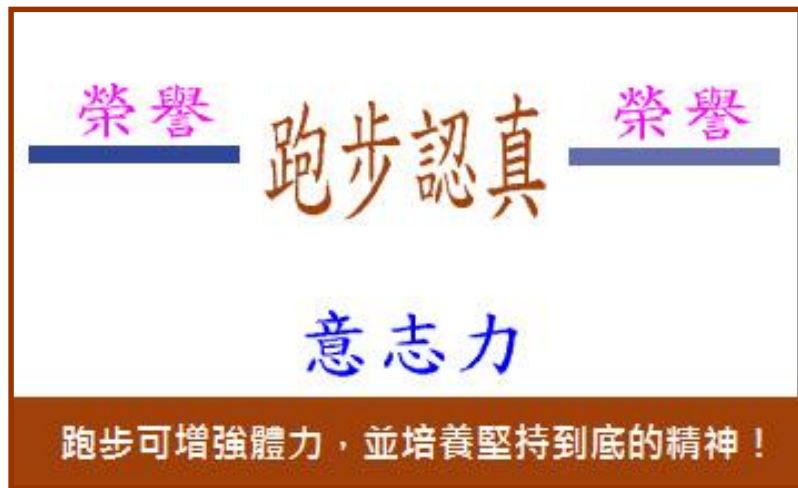 榮譽
跑步認真
榮譽
意志力
跑步可增強體力，並培養堅持到底的精神！